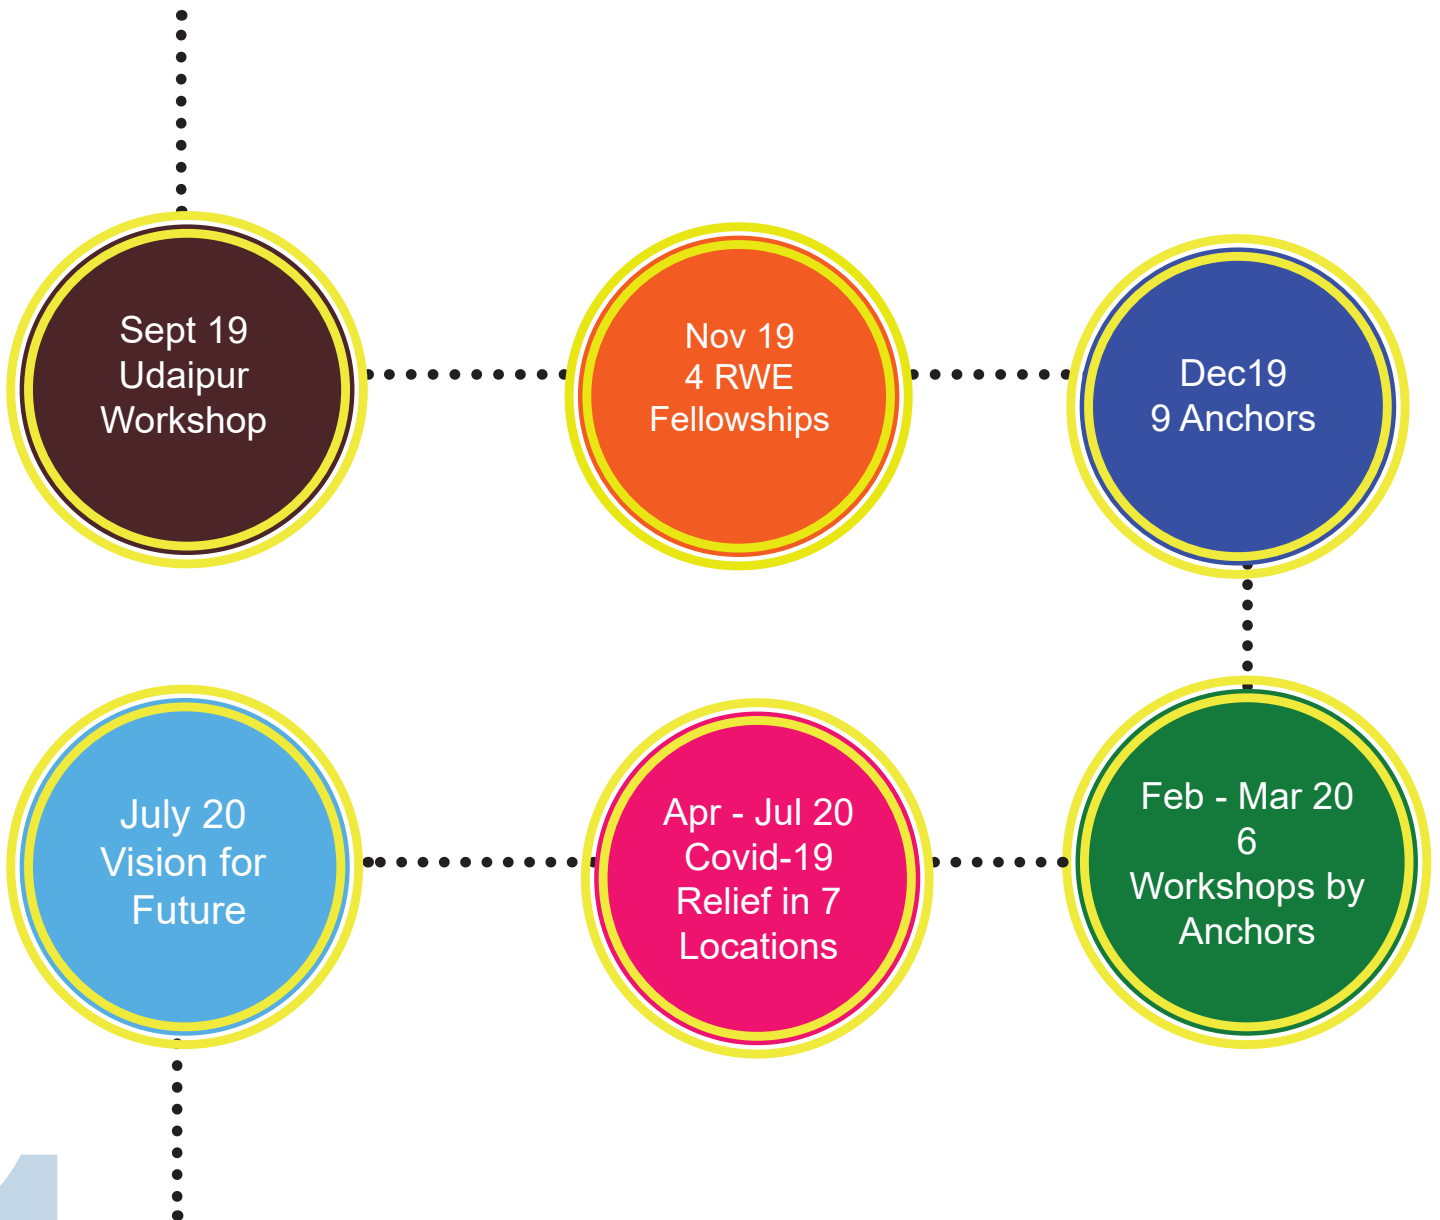 Sept 19
Udaipur
Workshop
Nov 19
4 RWE
Fellowships
Dec19
9 Anchors
Feb - Mar 20
6
Workshops by
Anchors
Apr - Jul 20
Covid-19
Relief in 7
Locations
July 20
Vision for
Future